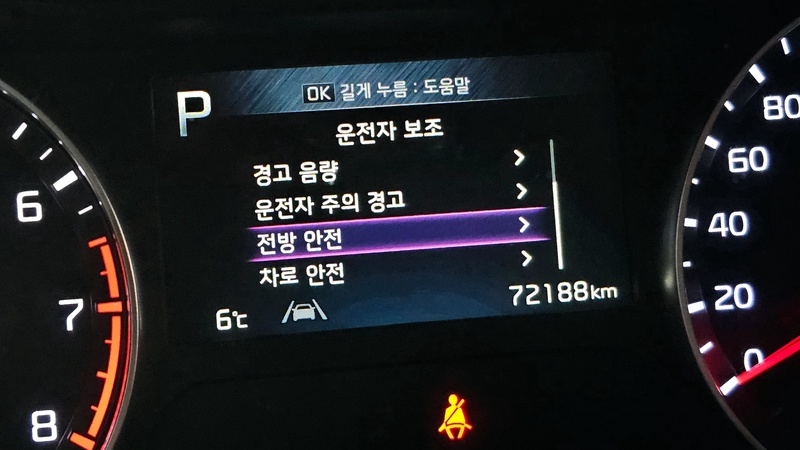 P
OK 길게 누름 : 도움말
운전자 보조
경고 음량
운전자 주의 경고
전방 안전
차로 안전
6℃
72188km
6
7
8
80
60
40
20
0